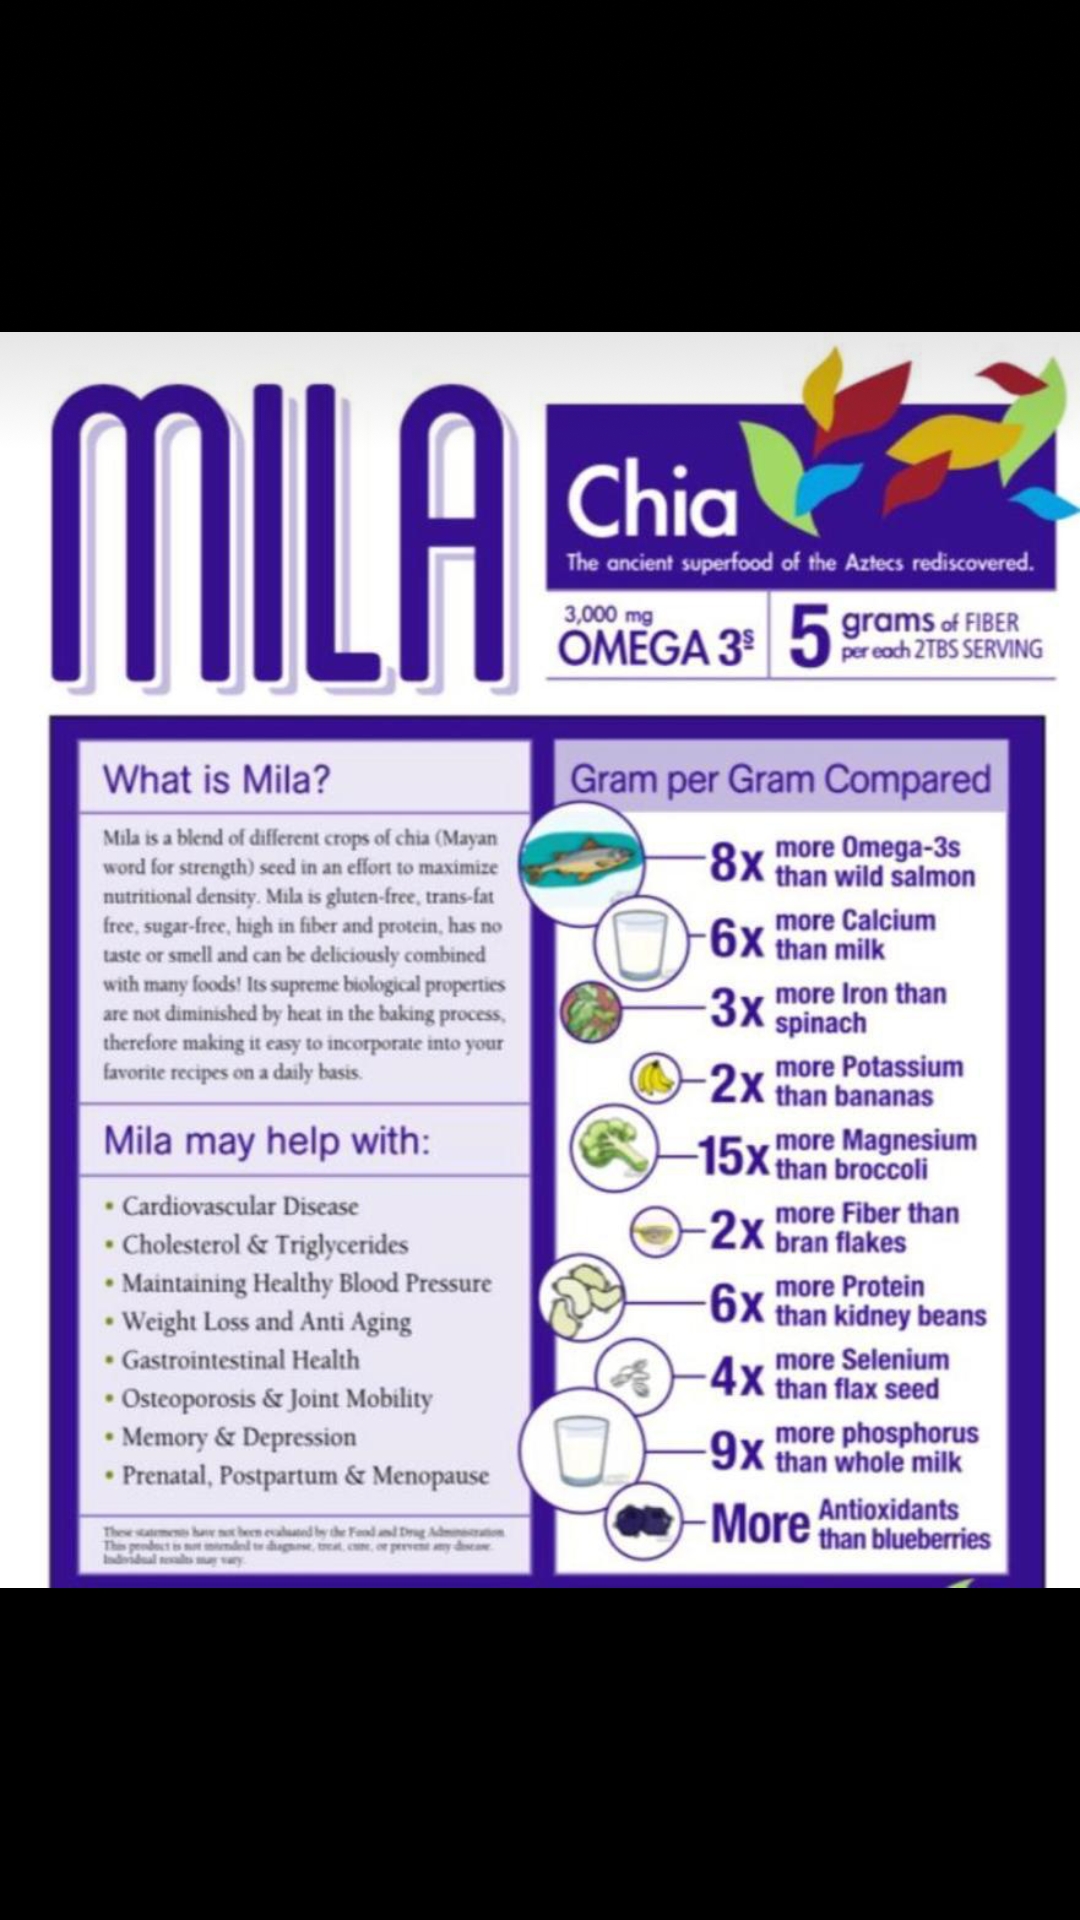 MILA
Chia
The ancient superfood of the Aztecs rediscovered.
3,000 mg
OMEGA 3s
5 grams of FIBER
per each 2TBS SERVING
What is Mila?
Mila is a blend of different crops of chia (Mayan
word for strength) seed in an effort to maximize
nutritional density. Mila is gluten-free, trans-fat
free, sugar-free, high in fiber and protein, has no
taste or smell and can be deliciously combined
with many foods! Its supreme biological properties
are not diminished by heat in the baking process,
therefore making it easy to incorporate into your
favorite recipes on a daily basis.
Mila may help with:
• Cardiovascular Disease
• Cholesterol & Triglycerides
• Maintaining Healthy Blood Pressure
• Weight Loss and Anti Aging
• Gastrointestinal Health
• Osteoporosis & Joint Mobility
• Memory & Depression
• Prenatal, Postpartum & Menopause
These statements have not been evaluated by the Food and Drug Administration
This product is not intended to diagnose, treat, cure, or prevent any disease.
Individual results may vary.
Gram per Gram Compared
8x more Omega-3s
than wild salmon
6x more Calcium
than milk
3x more Iron than
spinach
2x more Potassium
than bananas
15x more Magnesium
than broccoli
2x more Fiber than
bran flakes
6x more Protein
than kidney beans
4x more Selenium
than flax seed
9x more phosphorus
than whole milk
More Antioxidants
than blueberries